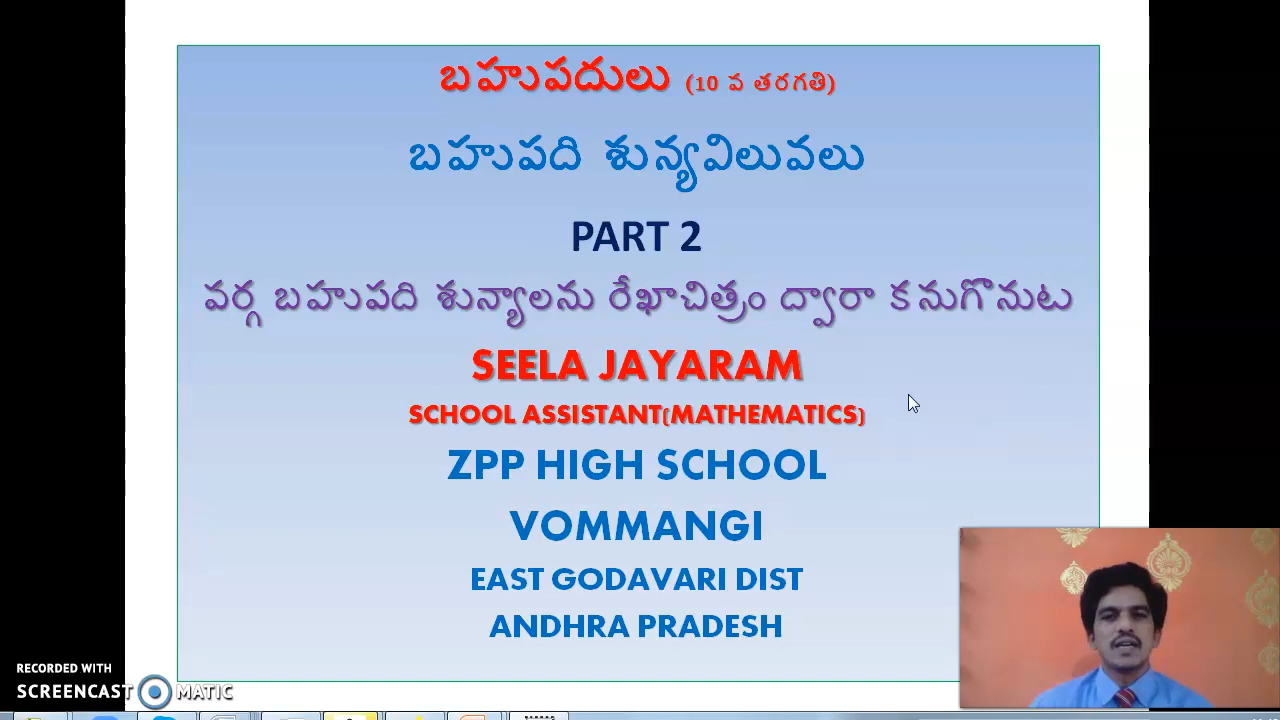 బహుపదులు (10 వ తరగతి)
బహుపది శున్యవిలువలు
PART 2
వర్గ బహుపది శున్యాలను రేఖాచిత్రం ద్వారా కనుగొనుట
SEELA JAYARAM
SCHOOL ASSISTANT(MATHEMATICS)
ZPP HIGH SCHOOL
VOMMANGI
EAST GODAVARI DIST
ANDHRA PRADESH
RECORDED WITH
SCREENCAST MATIC